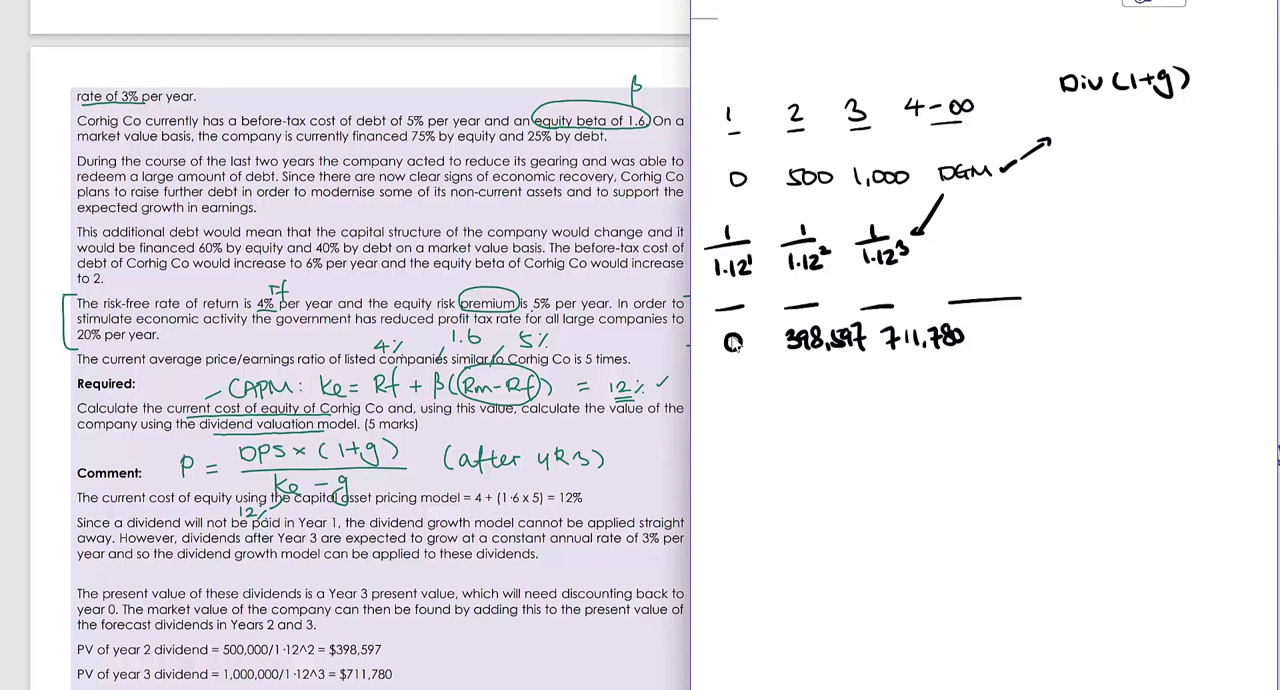 rate of 3% per year.
β
Corhig Co currently has a before-tax cost of debt of 5% per year and an equity beta of 1.6. On a
market value basis, the company is currently financed 75% by equity and 25% by debt.
During the course of the last two years the company acted to reduce its gearing and was able to
redeem a large amount of debt. Since there are now clear signs of economic recovery, Corhig Co
plans to raise further debt in order to modernise some of its non-current assets and to support the
expected growth in earnings.
This additional debt would mean that the capital structure of the company would change and it
would be financed 60% by equity and 40% by debt on a market value basis. The before-tax cost of
debt of Corhig Co would increase to 6% per year and the equity beta of Corhig Co would increase
to 2.
rf
The risk-free rate of return is 4% per year and the equity risk premium is 5% per year. In order to
stimulate economic activity the government has reduced profit tax rate for all large companies to
20% per year.
4% 1.6 5%
The current average price/earnings ratio of listed companies similar to Corhig Co is 5 times.
Required:
CAPM: Ke = Rf + β(Rm - Rf) = 12% ✓
Calculate the current cost of equity of Corhig Co and, using this value, calculate the value of the
company using the dividend valuation model. (5 marks)
P = DPS × (1+g) (after YR3)
Ke - g
12%
Comment:
The current cost of equity using the capital asset pricing model = 4 + (1·6 x 5) = 12%
Since a dividend will not be paid in Year 1, the dividend growth model cannot be applied straight
away. However, dividends after Year 3 are expected to grow at a constant annual rate of 3% per
year and so the dividend growth model can be applied to these dividends.
The present value of these dividends is a Year 3 present value, which will need discounting back to
year 0. The market value of the company can then be found by adding this to the present value of
the forecast dividends in Years 2 and 3.
PV of year 2 dividend = 500,000/1·12^2 = $398,597
PV of year 3 dividend = 1,000,000/1·12^3 = $711,780
Div (1+g)
1 2 3 4 - ∞
0 500 1,000 DGM ✓
1 1 1
1.12¹ 1.12² 1.12³
0 398,597 711,780